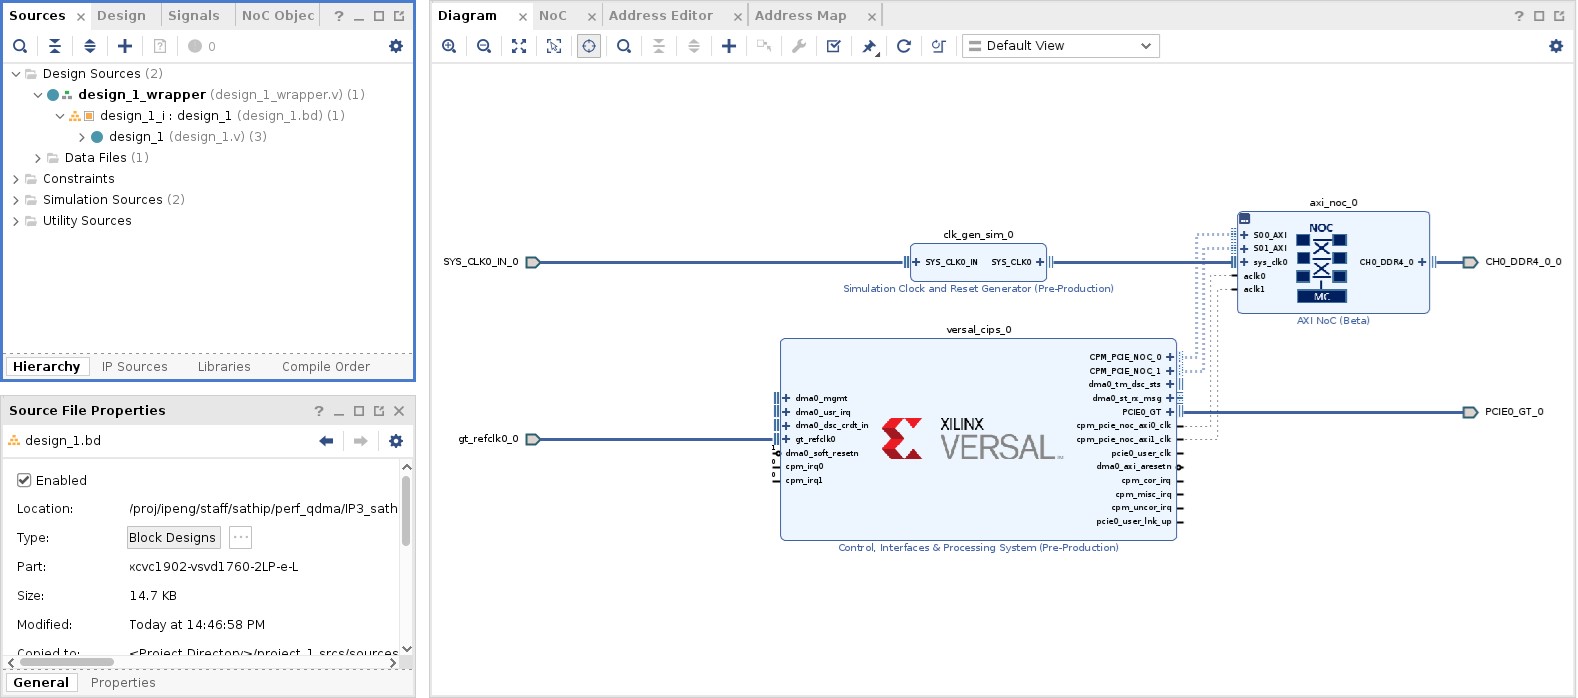 Sources Design Signals NoC Objec ?
0
Design Sources (2)
design_1_wrapper (design_1_wrapper.v) (1)
design_1_i : design_1 (design_1.bd) (1)
design_1 (design_1.v) (3)
Data Files (1)
Constraints
Simulation Sources (2)
Utility Sources
Hierarchy IP Sources Libraries Compile Order
Source File Properties ?
design_1.bd
Enabled
Location: /proj/ipeng/staff/sathip/perf_qdma/IP3_sath
Type: Block Designs ...
Part: xcvc1902-vsvd1760-2LP-e-L
Size: 14.7 KB
Modified: Today at 14:46:58 PM
Copied to: <Project Directory>/project_1.srcs/sources
General Properties
Diagram NoC Address Editor Address Map ?
Default View
axi_noc_0
S00_AXI
S01_AXI
sys_clk0
aclk0
aclk1
NOC
MC
CH0_DDR4_0
AXI NoC (Beta)
CH0_DDR4_0_0
clk_gen_sim_0
SYS_CLK0_IN_0
SYS_CLK0_IN SYS_CLK0
Simulation Clock and Reset Generator (Pre-Production)
versal_cips_0
gt_refclk0_0
dma0_mgmt
dma0_usr_irq
dma0_dsc_crdt_in
gt_refclk0
dma0_soft_resetn
cpm_irq0
cpm_irq1
1
0
0
XILINX
VERSAL
CPM_PCIE_NOC_0
CPM_PCIE_NOC_1
dma0_tm_dsc_sts
dma0_st_rx_msg
PCIE0_GT
cpm_pcie_noc_axi0_clk
cpm_pcie_noc_axi1_clk
pcie0_user_clk
dma0_axi_aresetn
cpm_cor_irq
cpm_misc_irq
cpm_uncor_irq
pcie0_user_lnk_up
PCIE0_GT_0
Control, Interfaces & Processing System (Pre-Production)